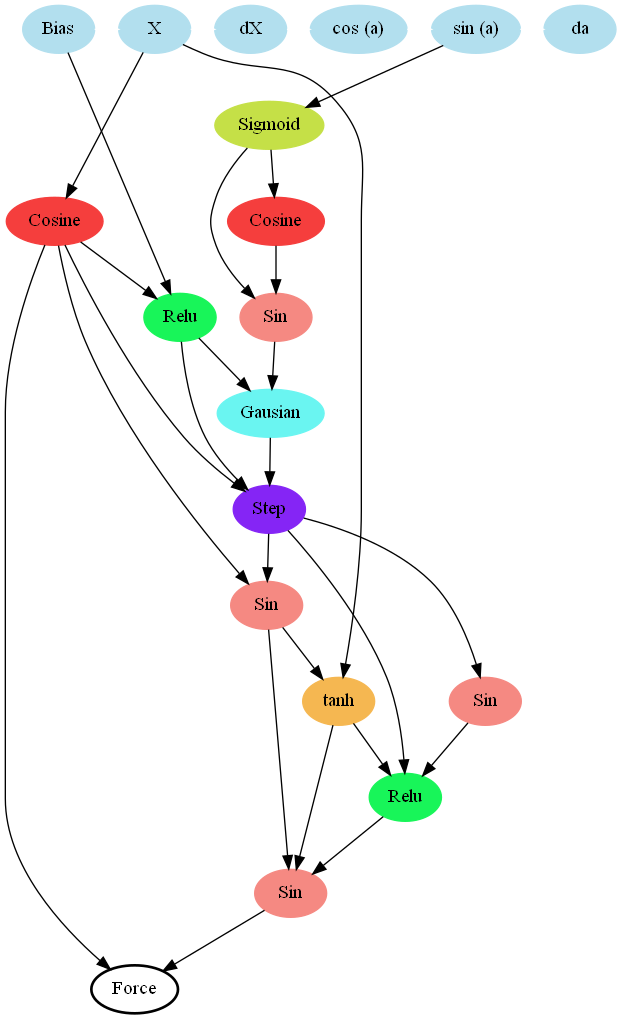 Bias
X
dX
cos (a)
sin (a)
da
Sigmoid
Cosine
Cosine
Relu
Sin
Gausian
Step
Sin
tanh
Sin
Relu
Sin
Force